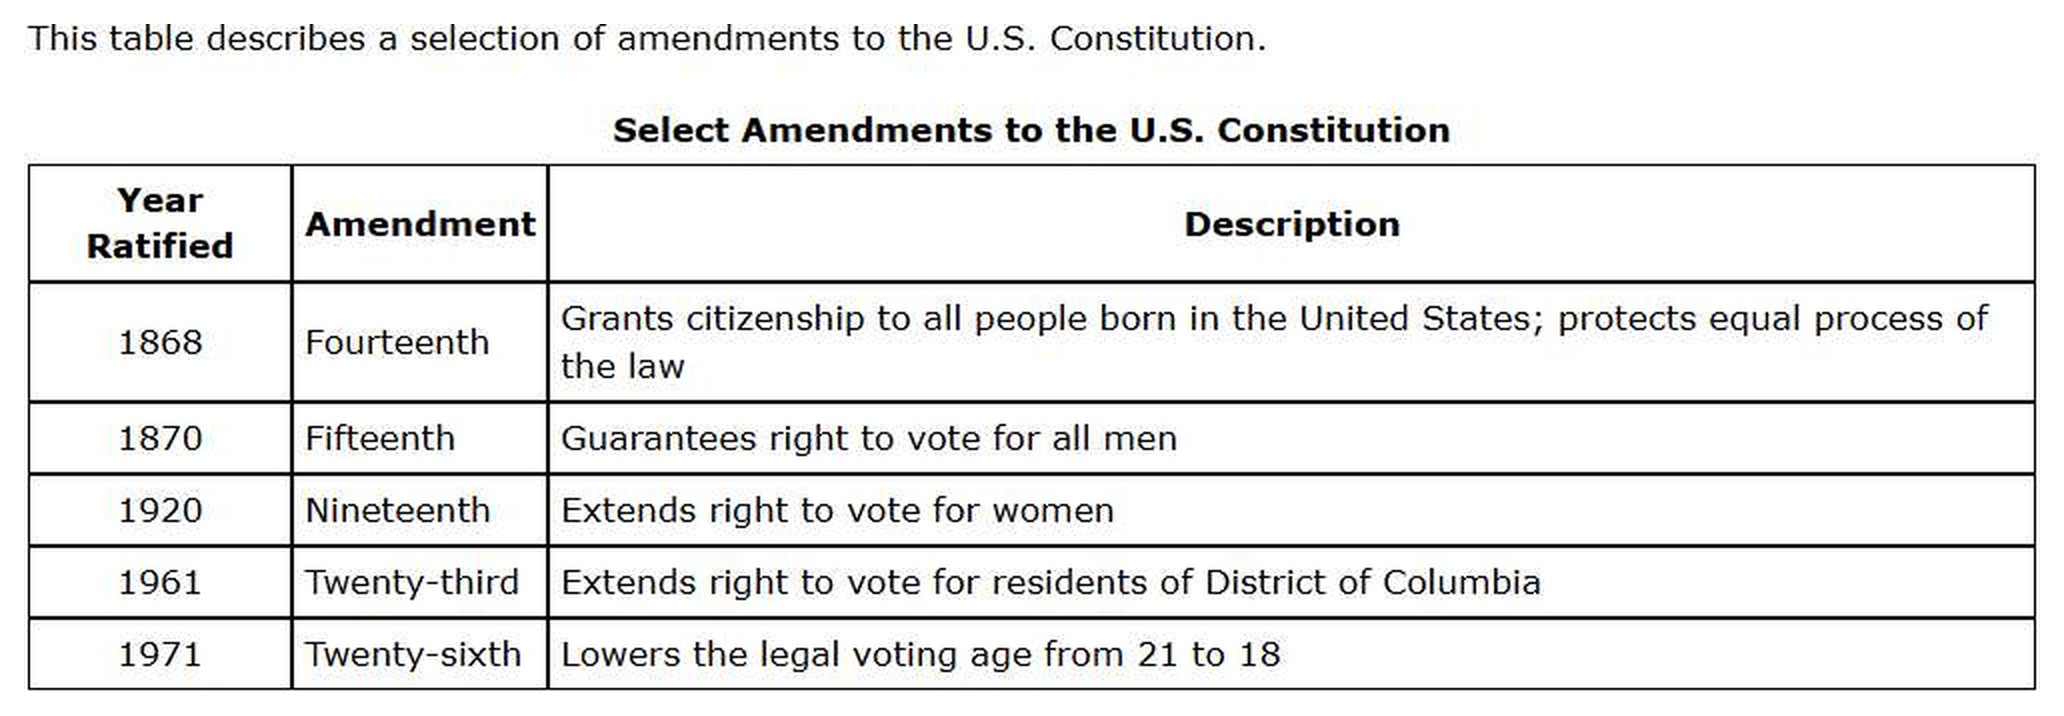 This table describes a selection of amendments to the U.S. Constitution.
Select Amendments to the U.S. Constitution
Year
Ratified
Amendment
Description
1868
Fourteenth
Grants citizenship to all people born in the United States; protects equal process of
the law
1870
Fifteenth
Guarantees right to vote for all men
1920
Nineteenth
Extends right to vote for women
1961
Twenty-third
Extends right to vote for residents of District of Columbia
1971
Twenty-sixth
Lowers the legal voting age from 21 to 18